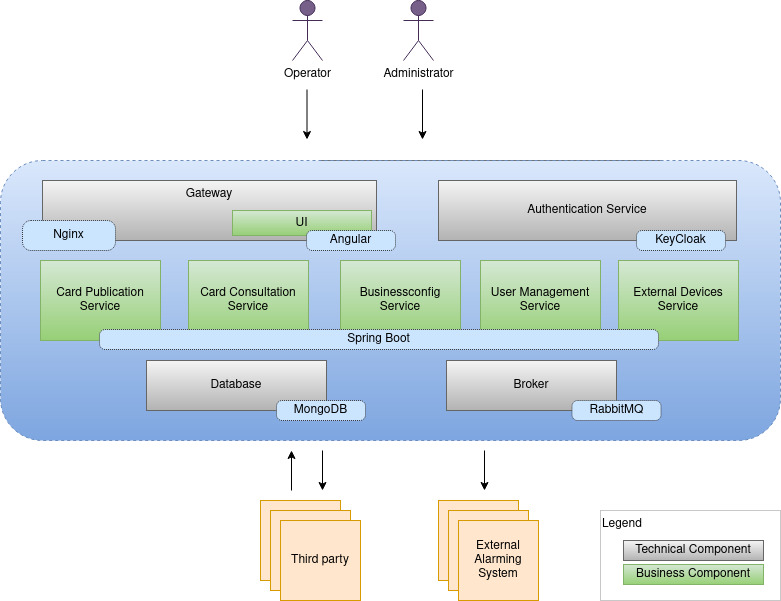 Operator
Administrator
Gateway
UI
Nginx
Angular
Authentication Service
KeyCloak
Card Publication
Service
Card Consultation
Service
Businessconfig
Service
User Management
Service
External Devices
Service
Spring Boot
Database
MongoDB
Broker
RabbitMQ
Third party
External
Alarming
System
Legend
Technical Component
Business Component